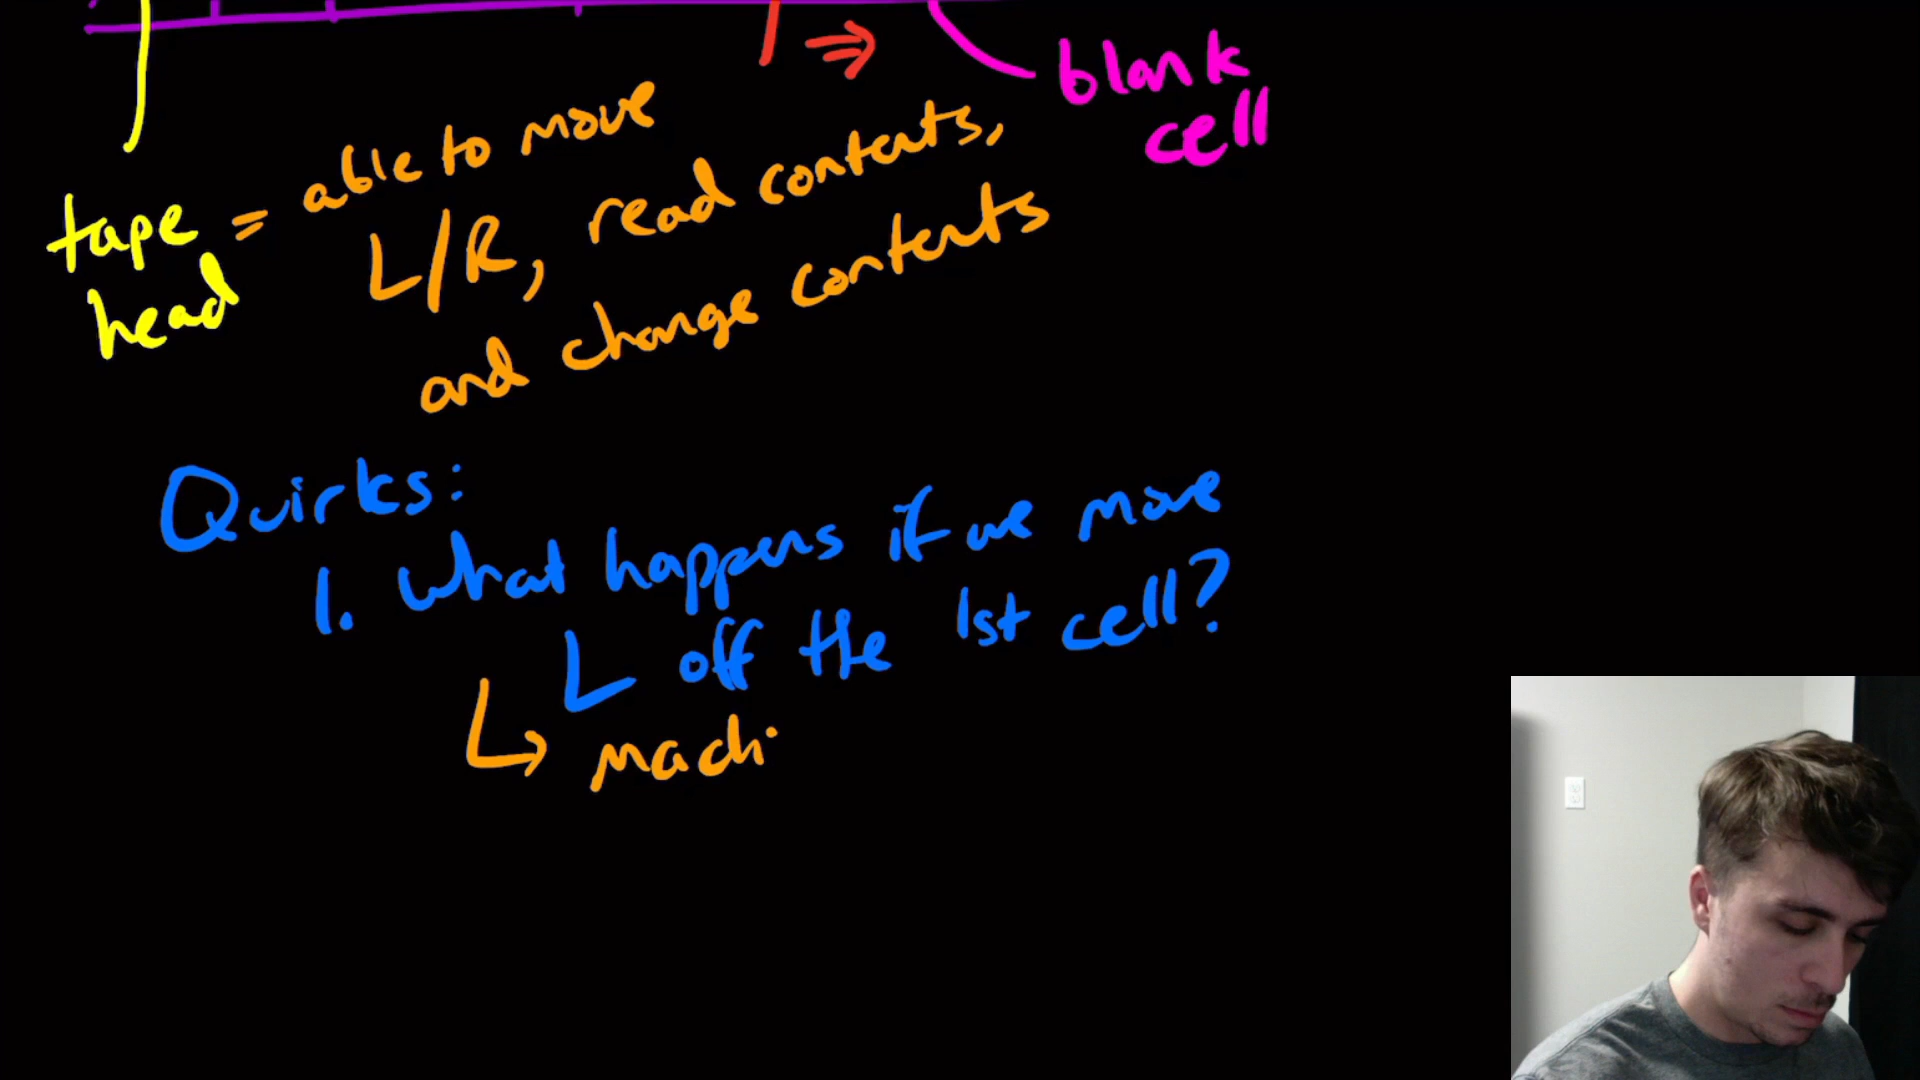 blank
cell
tape
head
= able to move
L/R, read contents,
and change contents
Quirks:
1. What happens if we move
L off the 1st cell?
↳ machi